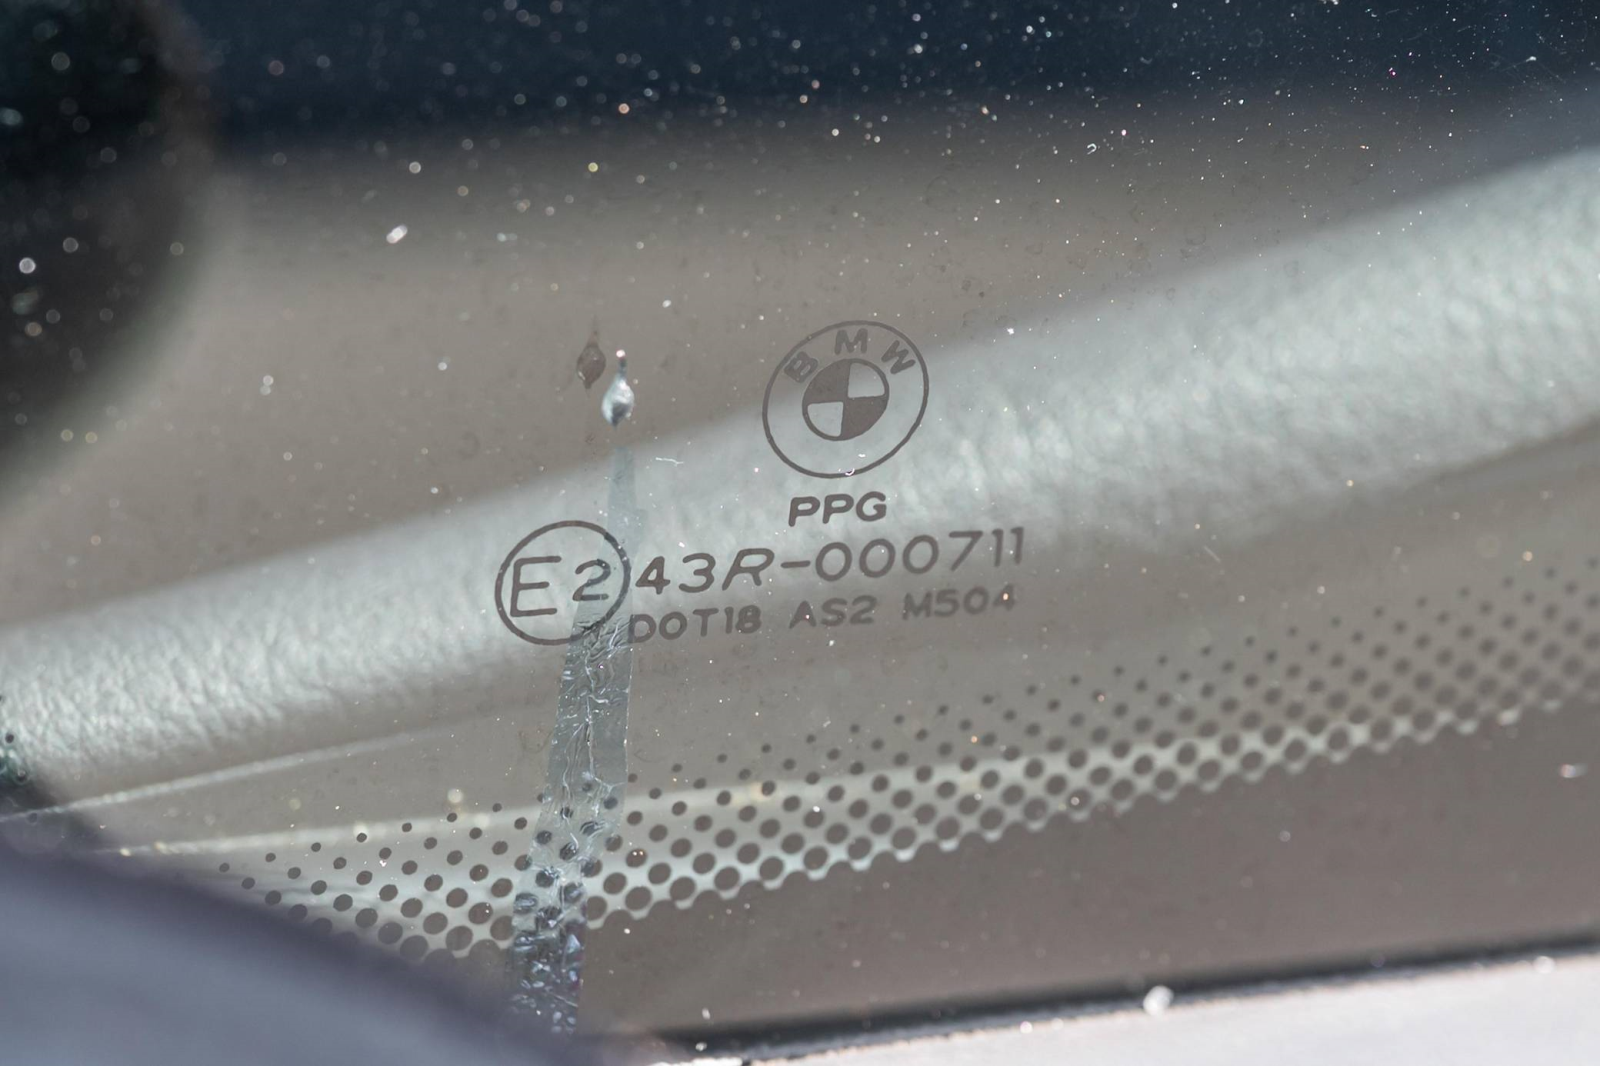 BMW
PPG
E2 43R-000711
DOT18 AS2 M504